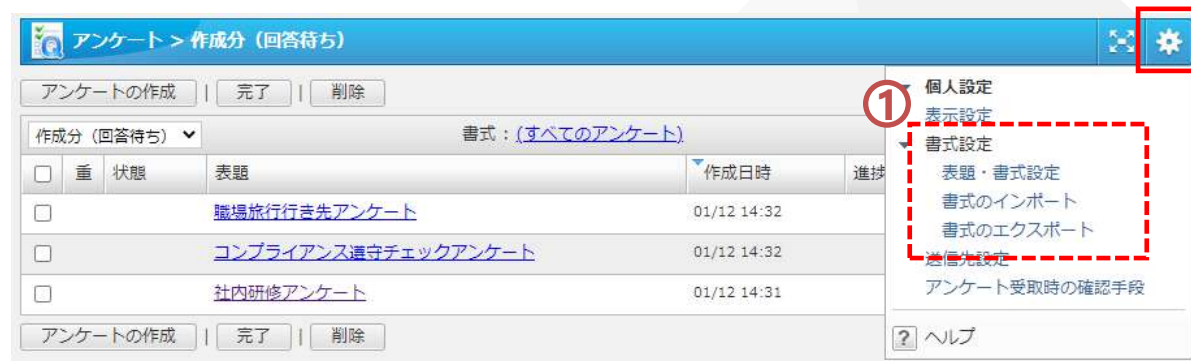 アンケート > 作成分（回答待ち）
アンケートの作成 | 完了 | 削除
作成分（回答待ち） 書式：(すべてのアンケート)
重 状態 表題 作成日時 進捗
職場旅行行き先アンケート 01/12 14:32
コンプライアンス遵守チェックアンケート 01/12 14:32
社内研修アンケート 01/12 14:31
アンケートの作成 | 完了 | 削除
①
個人設定
表示設定
書式設定
表題・書式設定
書式のインポート
書式のエクスポート
送信先設定
アンケート受取時の確認手段
? ヘルプ